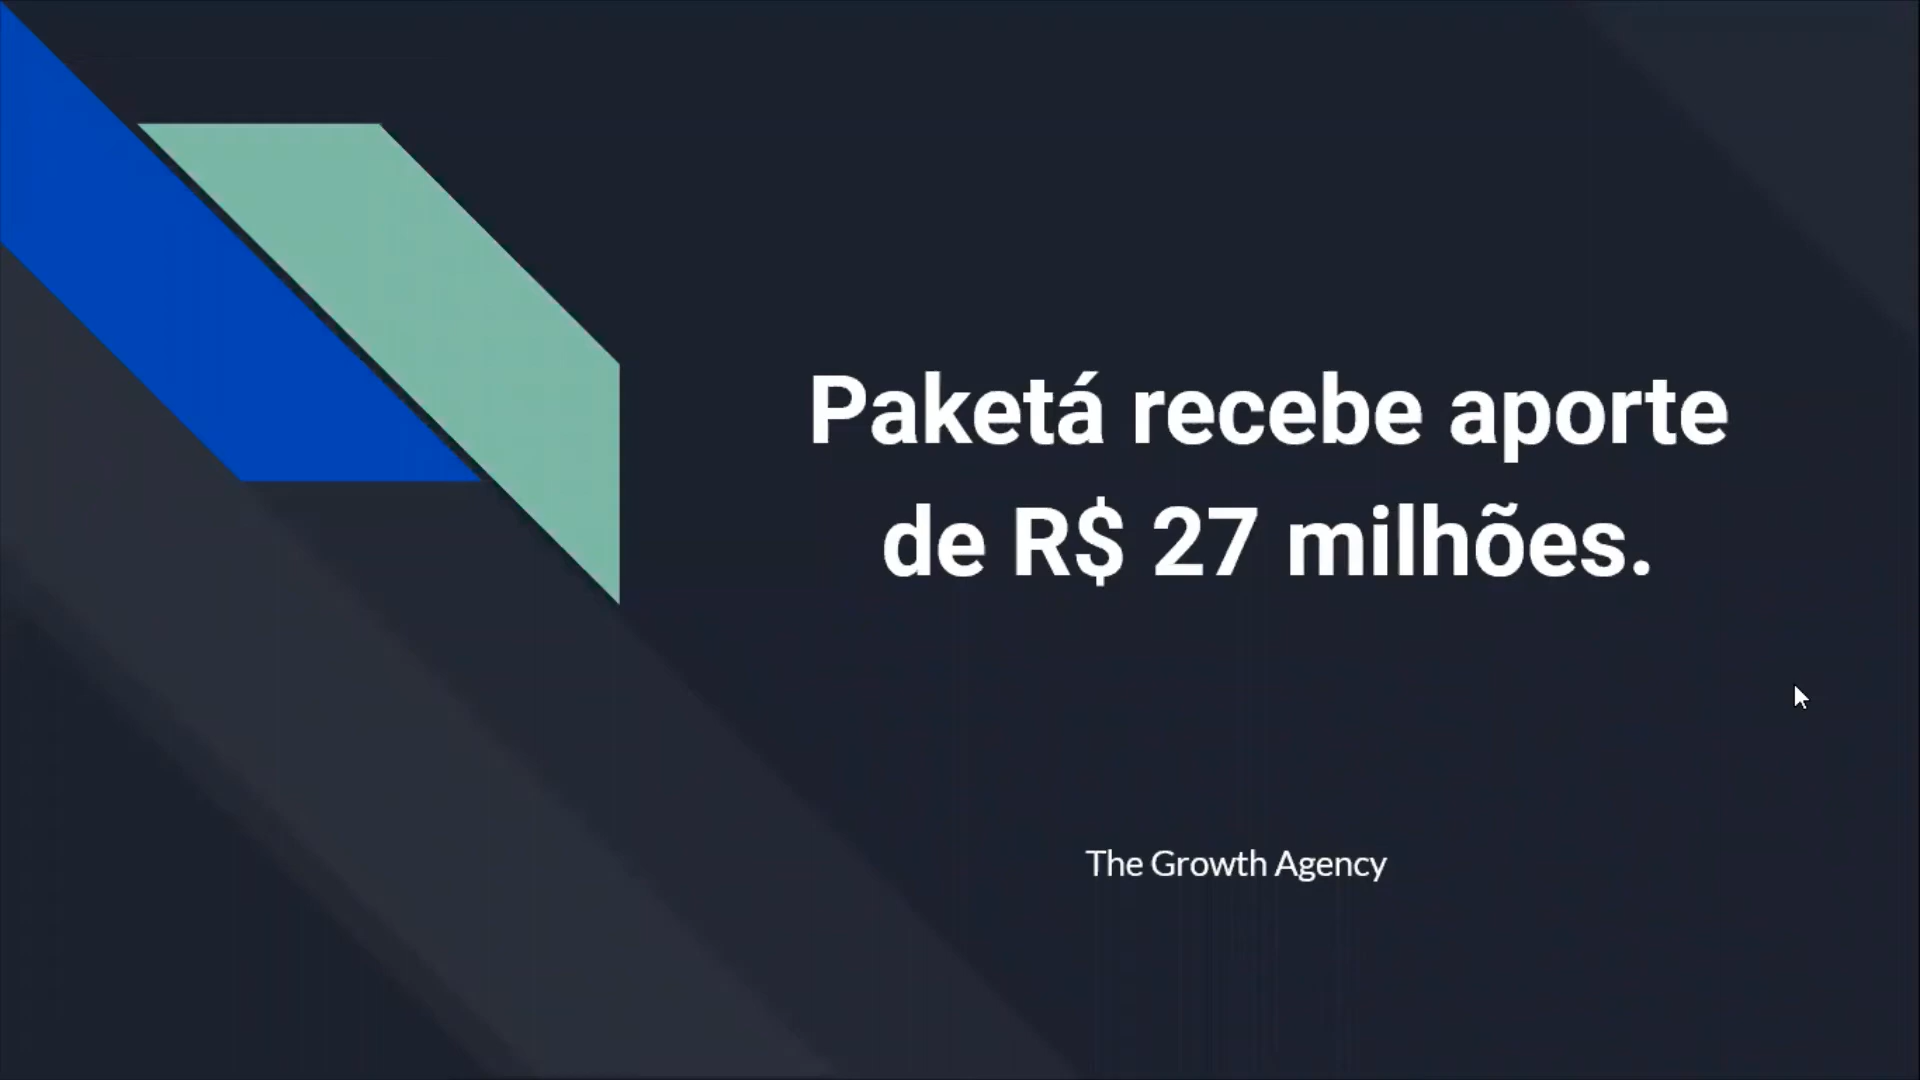 Paketá recebe aporte
de R$ 27 milhões.
The Growth Agency